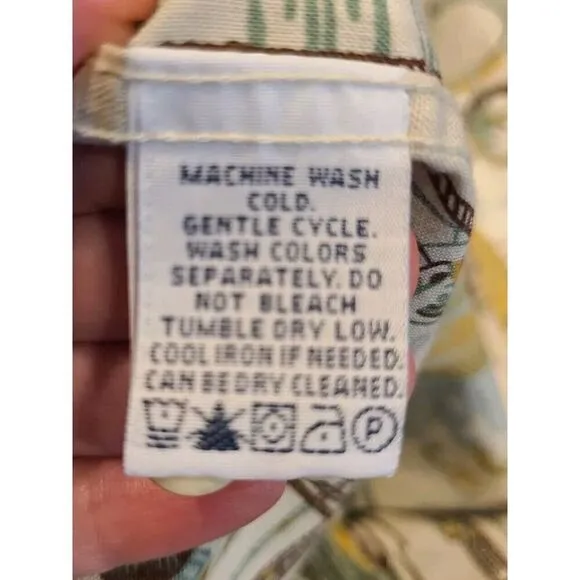 MACHINE WASH
COLD.
GENTLE CYCLE.
WASH COLORS
SEPARATELY. DO
NOT BLEACH
TUMBLE DRY LOW.
COOL IRON IF NEEDED.
CAN BE DRY CLEANED.
P